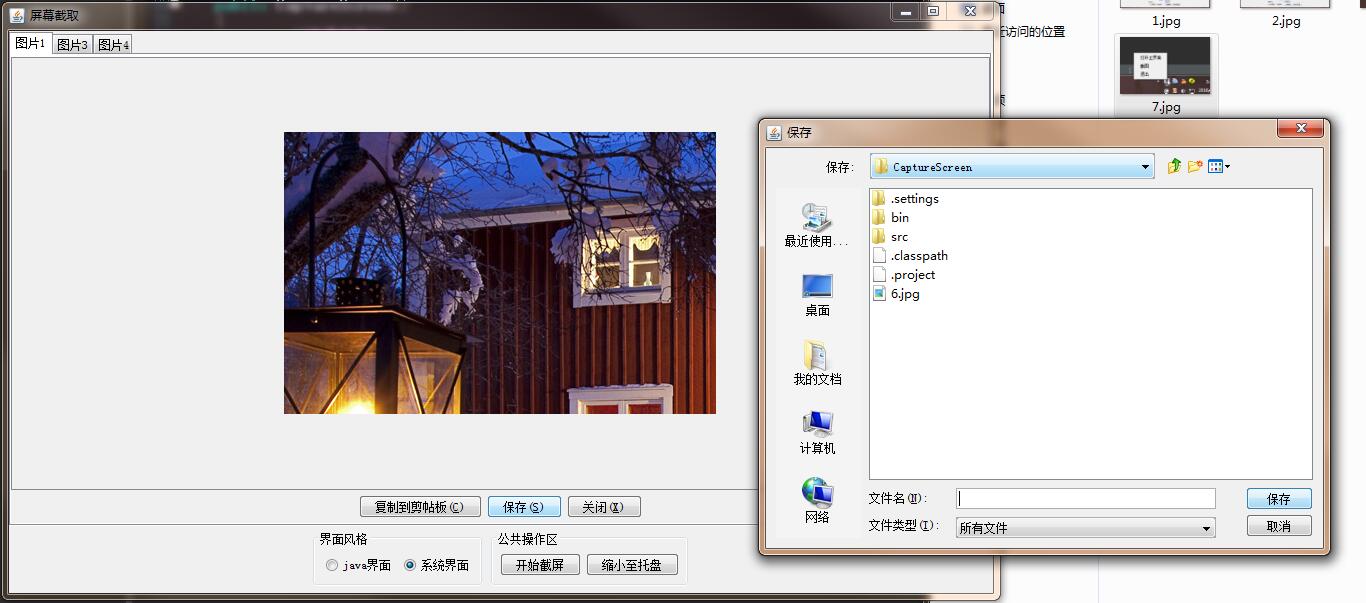 屏幕截取
图片1 图片3 图片4
复制到剪帖板(C) 保存(S) 关闭(X)
界面风格
java界面 系统界面
公共操作区
开始截屏 缩小至托盘
访问的位置
1.jpg
2.jpg
7.jpg
保存
保存: CaptureScreen
最近使用...
桌面
我的文档
计算机
网络
.settings
bin
src
.classpath
.project
6.jpg
文件名(N):
保存
文件类型(T): 所有文件
取消